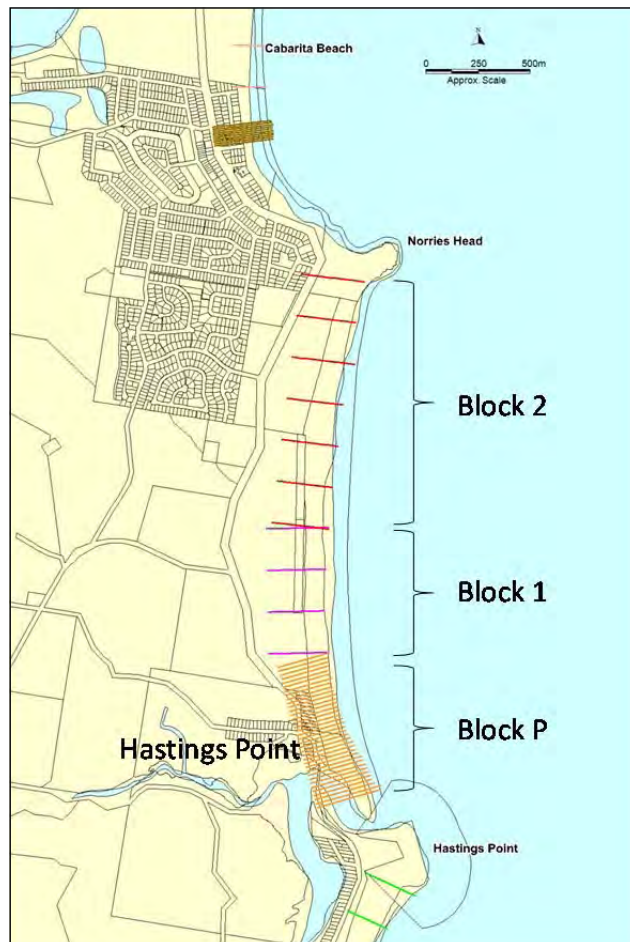 Cabarita Beach
N
0 250 500m
Approx. Scale
Norries Head
Block 2
Block 1
Block P
Hastings Point
Hastings Point